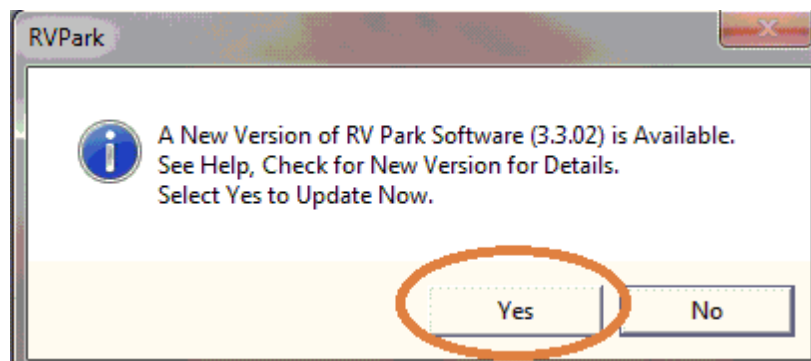 RVPark
A New Version of RV Park Software (3.3.02) is Available.
See Help, Check for New Version for Details.
Select Yes to Update Now.
Yes
No